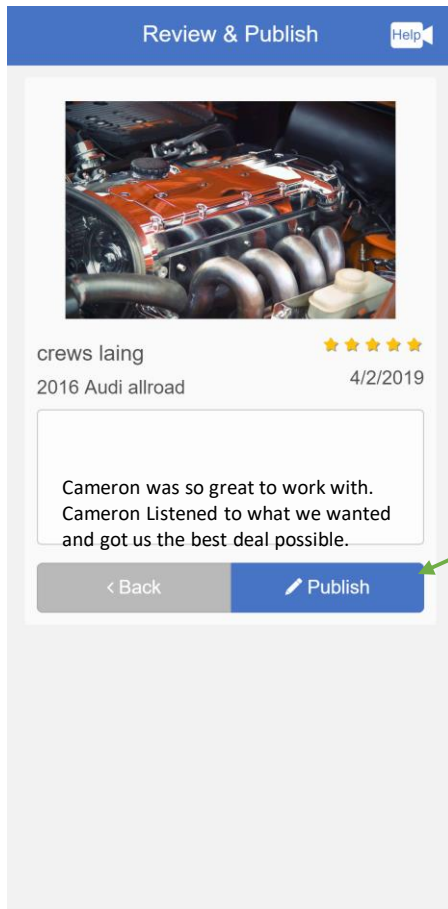 Review & Publish
Help
crews laing
2016 Audi allroad
4/2/2019
Cameron was so great to work with.
Cameron Listened to what we wanted
and got us the best deal possible.
< Back
Publish